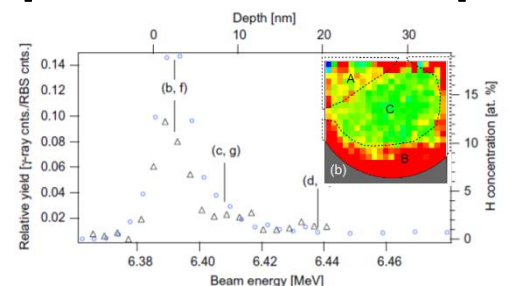 Depth [nm]
0 10 20 30
Relative yield [γ-ray cnts./RBS cnts.]
0.14
0.12
0.10
0.08
0.06
0.04
0.02
(b, f)
(c, g)
(d,
A
C
B
(b)
15
10
5
0
H concentration [at. %]
6.38 6.40 6.42 6.44 6.46
Beam energy [MeV]